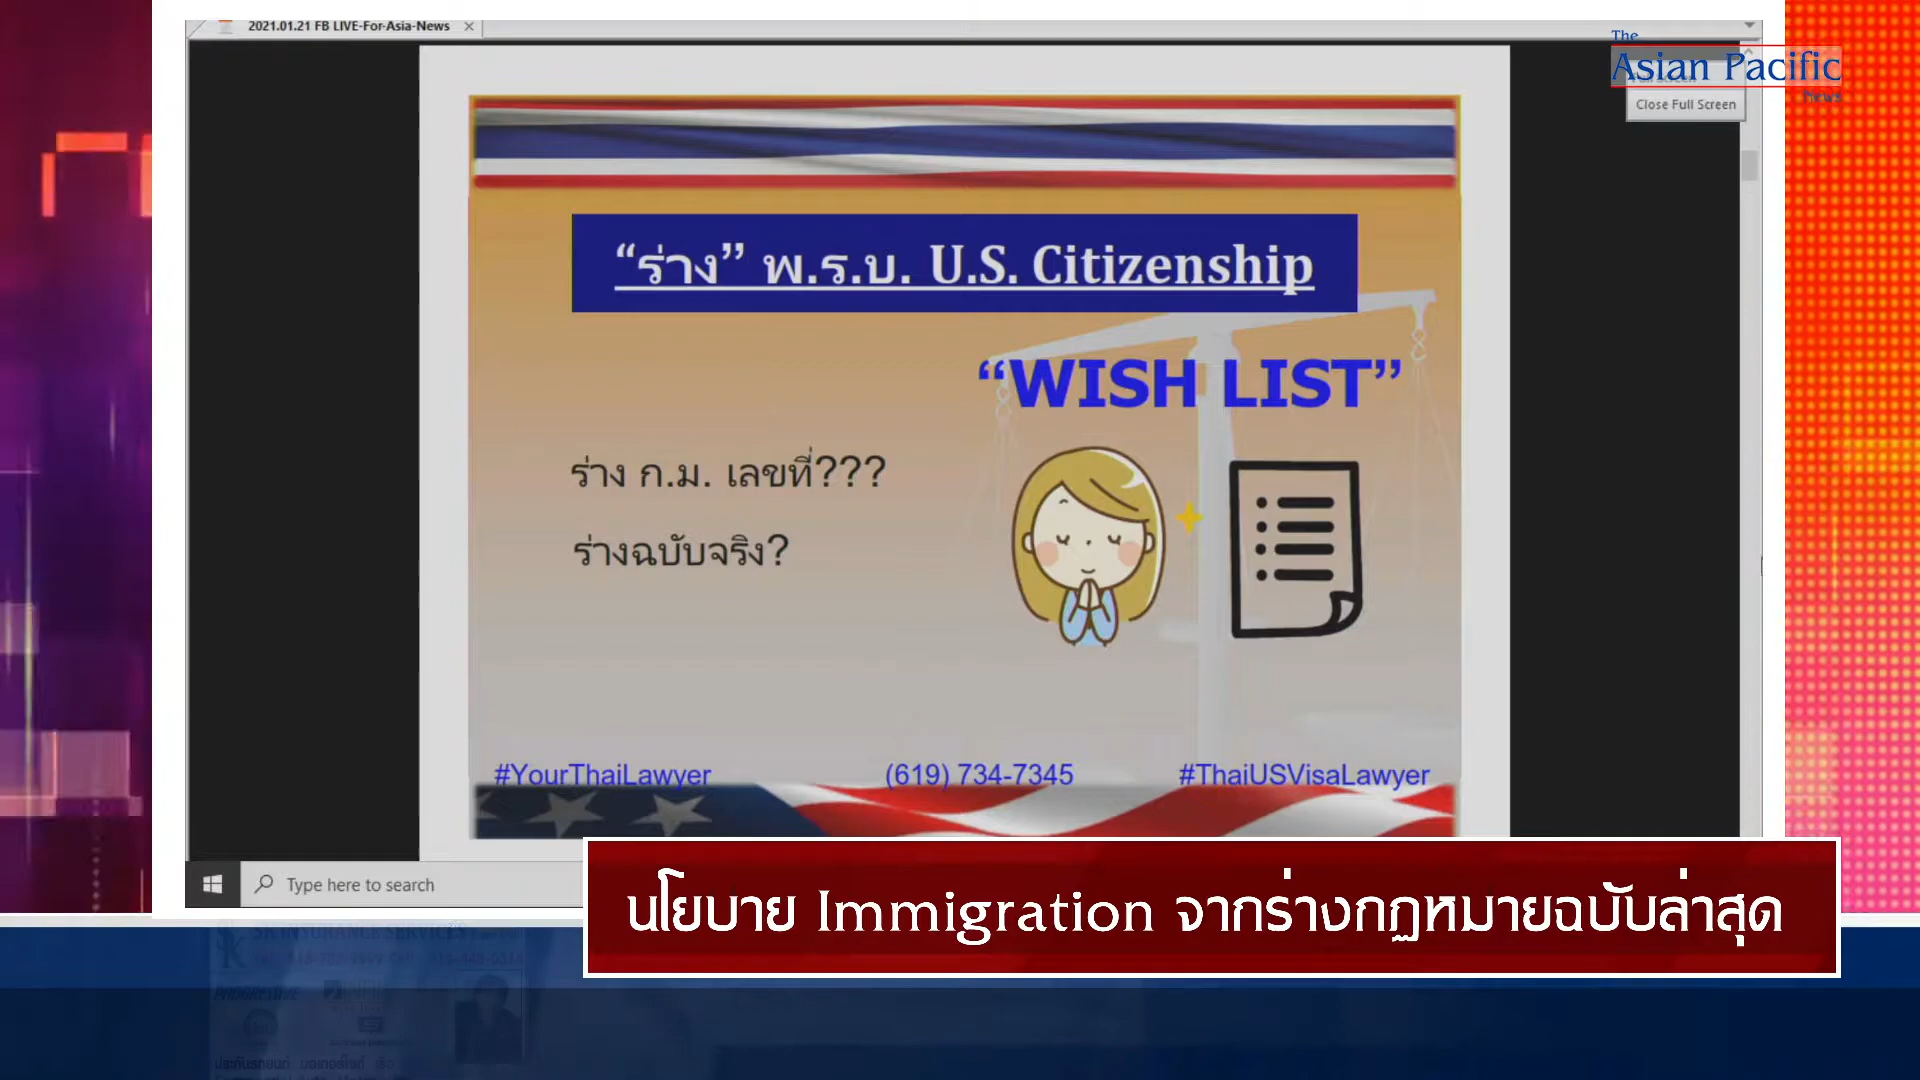 2021.01.21 FB LIVE-For-Asia-News
The
Asian Pacific
News
Close Full Screen
“ร่าง” พ.ร.บ. U.S. Citizenship
“WISH LIST”
ร่าง ก.ม. เลขที่???
ร่างฉบับจริง?
#YourThaiLawyer
(619) 734-7345
#ThaiUSVisaLawyer
Type here to search
นโยบาย Immigration จากร่างกฎหมายฉบับล่าสุด
SK INSURANCE SERVICES
PROGRESSIVE